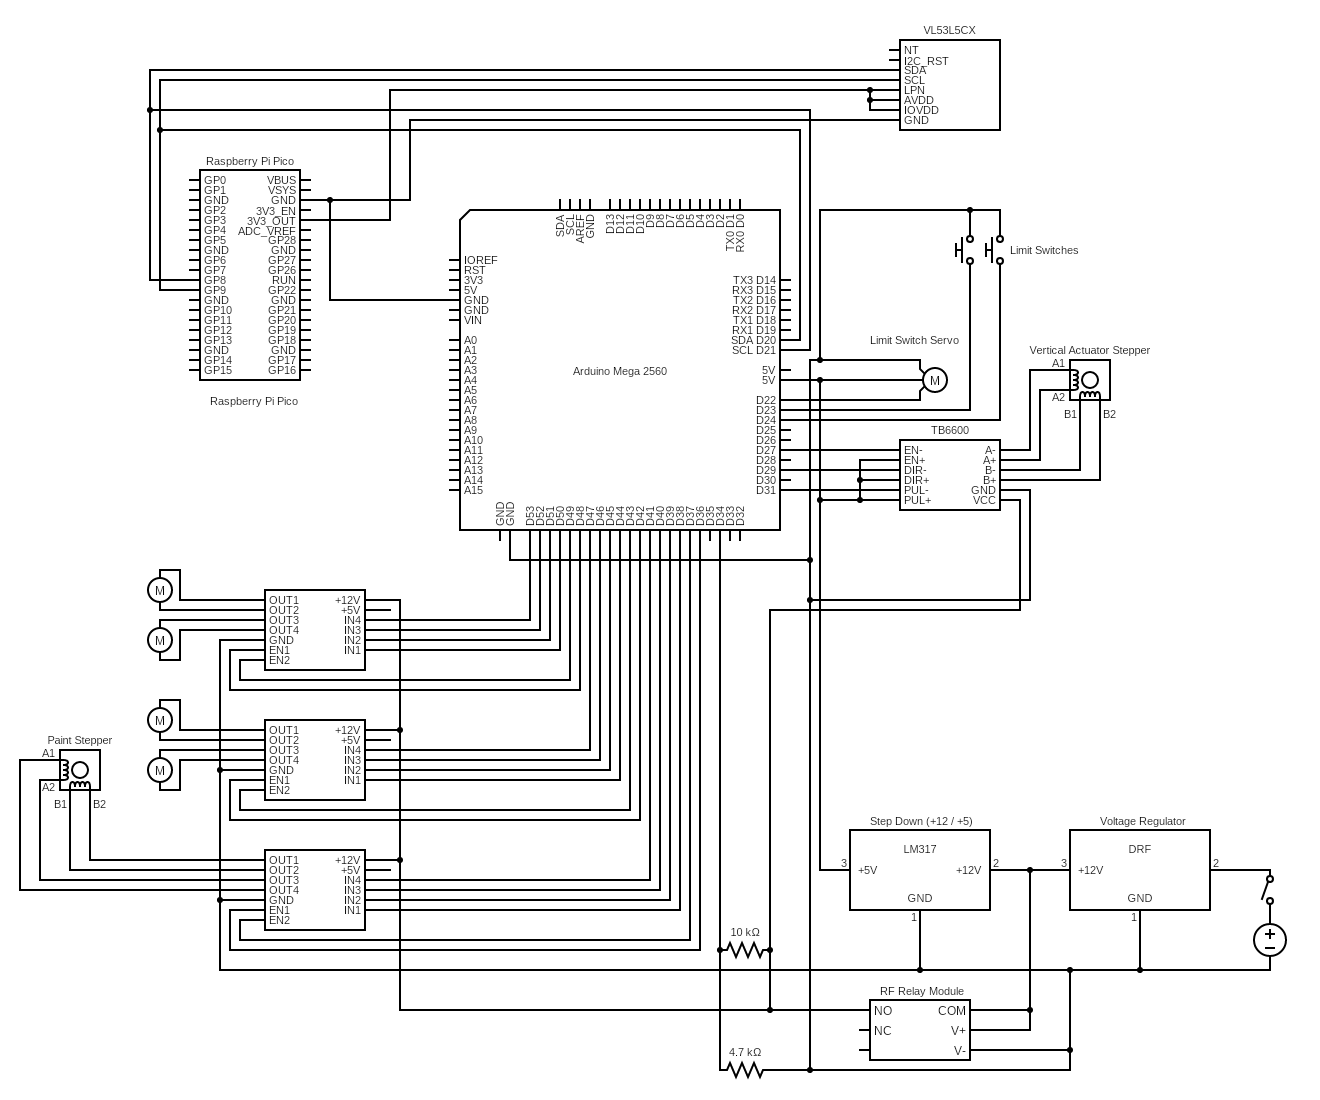 VL53L5CX
NT
I2C_RST
SDA
SCL
LPN
AVDD
IOVDD
GND
Raspberry Pi Pico
GP0 VBUS
GP1 VSYS
GND GND
GP2 3V3_EN
GP3 3V3_OUT
GP4 ADC_VREF
GP5 GP28
GND GND
GP6 GP27
GP7 GP26
GP8 RUN
GP9 GP22
GND GND
GP10 GP21
GP11 GP20
GP12 GP19
GP13 GP18
GND GND
GP14 GP17
GP15 GP16
Raspberry Pi Pico
SDA SCL AREF GND D13 D12 D11 D10 D9 D8 D7 D6 D5 D4 D3 D2 TX0 D1 RX0 D0
IOREF
RST
3V3
5V
GND
GND
VIN
A0
A1
A2
A3
A4
A5
A6
A7
A8
A9
A10
A11
A12
A13
A14
A15
Arduino Mega 2560
TX3 D14
RX3 D15
TX2 D16
RX2 D17
TX1 D18
RX1 D19
SDA D20
SCL D21
5V
5V
D22
D23
D24
D25
D26
D27
D28
D29
D30
D31
GND GND D53 D52 D51 D50 D49 D48 D47 D46 D45 D44 D43 D42 D41 D40 D39 D38 D37 D36 D35 D34 D33 D32
Limit Switches
Limit Switch Servo
M
Vertical Actuator Stepper
A1
A2
B1 B2
TB6600
EN- A-
EN+ A+
DIR- B-
DIR+ B+
PUL- GND
PUL+ VCC
M
M
OUT1 +12V
OUT2 +5V
OUT3 IN4
OUT4 IN3
GND IN2
EN1 IN1
EN2
M
M
OUT1 +12V
OUT2 +5V
OUT3 IN4
OUT4 IN3
GND IN2
EN1 IN1
EN2
Paint Stepper
A1
A2
B1 B2
OUT1 +12V
OUT2 +5V
OUT3 IN4
OUT4 IN3
GND IN2
EN1 IN1
EN2
Step Down (+12 / +5)
LM317
3 +5V +12V 2
GND
1
Voltage Regulator
DRF
3 +12V 2
GND
1
10 kΩ
RF Relay Module
NO COM
NC V+
V-
4.7 kΩ